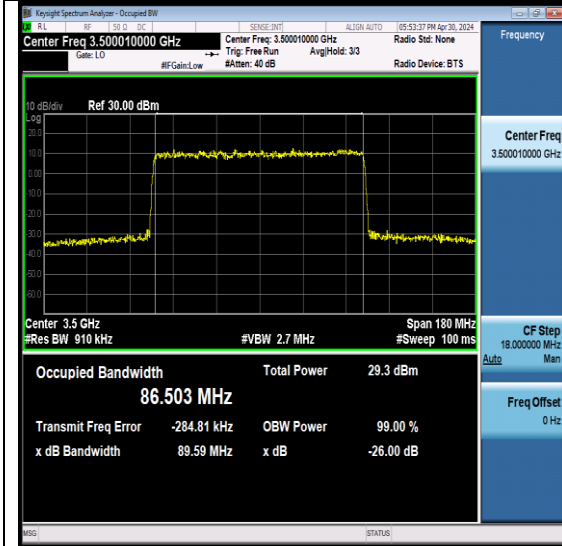 Keysight Spectrum Analyzer - Occupied BW
RL RF 50 Ω DC SENSE:INT ALIGN AUTO 05:53:37 PM Apr 30, 2024
Center Freq 3.500010000 GHz
Gate: LO
#IFGain:Low
Center Freq: 3.500010000 GHz
Trig: Free Run Avg|Hold: 3/3
#Atten: 40 dB
Radio Std: None
Radio Device: BTS
10 dB/div Ref 30.00 dBm
Log
20.0
10.0
0.00
-10.0
-20.0
-30.0
-40.0
-50.0
-60.0
Center 3.5 GHz Span 180 MHz
#Res BW 910 kHz #VBW 2.7 MHz #Sweep 100 ms
Occupied Bandwidth Total Power 29.3 dBm
86.503 MHz
Transmit Freq Error -284.81 kHz OBW Power 99.00 %
x dB Bandwidth 89.59 MHz x dB -26.00 dB
MSG STATUS
Frequency
Center Freq
3.500010000 GHz
CF Step
18.000000 MHz
Auto Man
Freq Offset
0 Hz